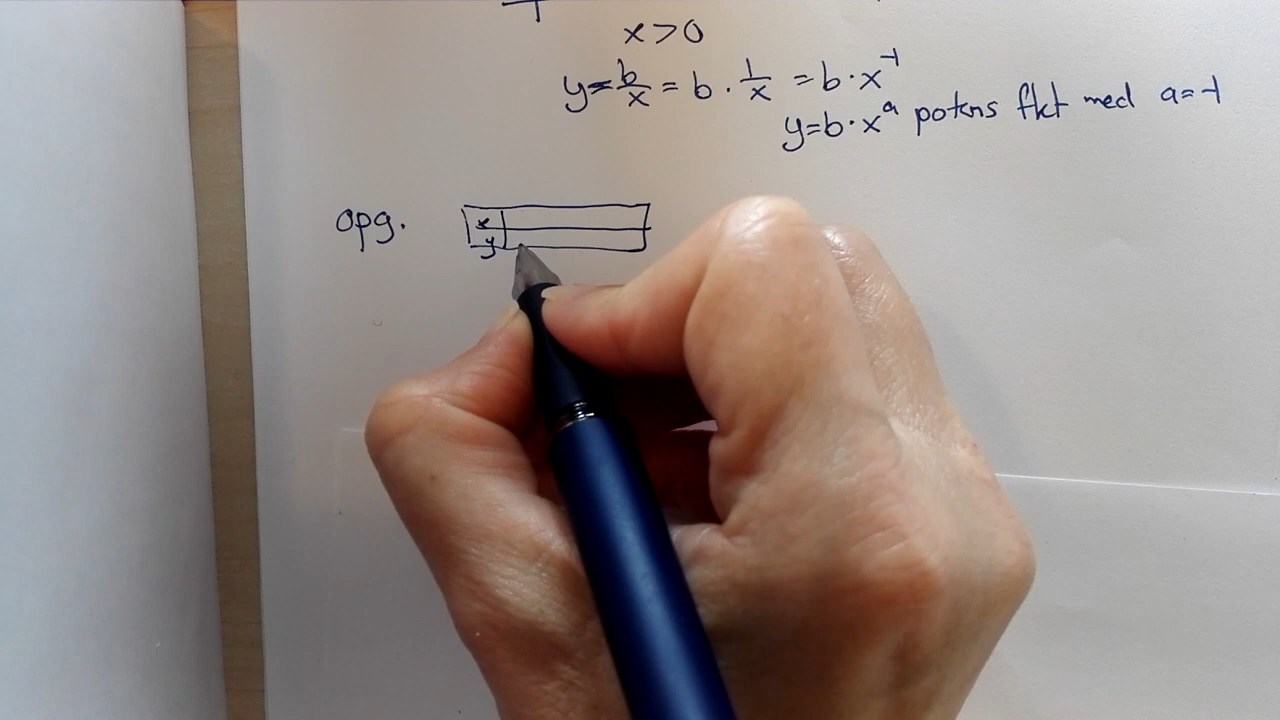 x > 0
y = b/x = b · 1/x = b · x⁻¹
y = b · xᵃ potens fkt med a = -1
opg.
x
y